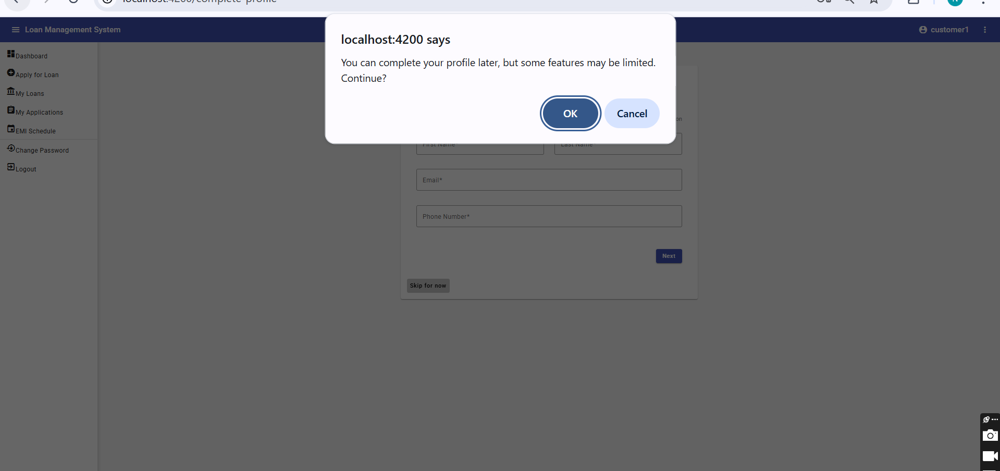 localhost:4200/complete-profile
Loan Management System
customer1
localhost:4200 says
You can complete your profile later, but some features may be limited.
Continue?
OK
Cancel
Dashboard
Apply for Loan
My Loans
My Applications
EMI Schedule
Change Password
Logout
on
First Name
Last Name
Email*
Phone Number*
Next
Skip for now